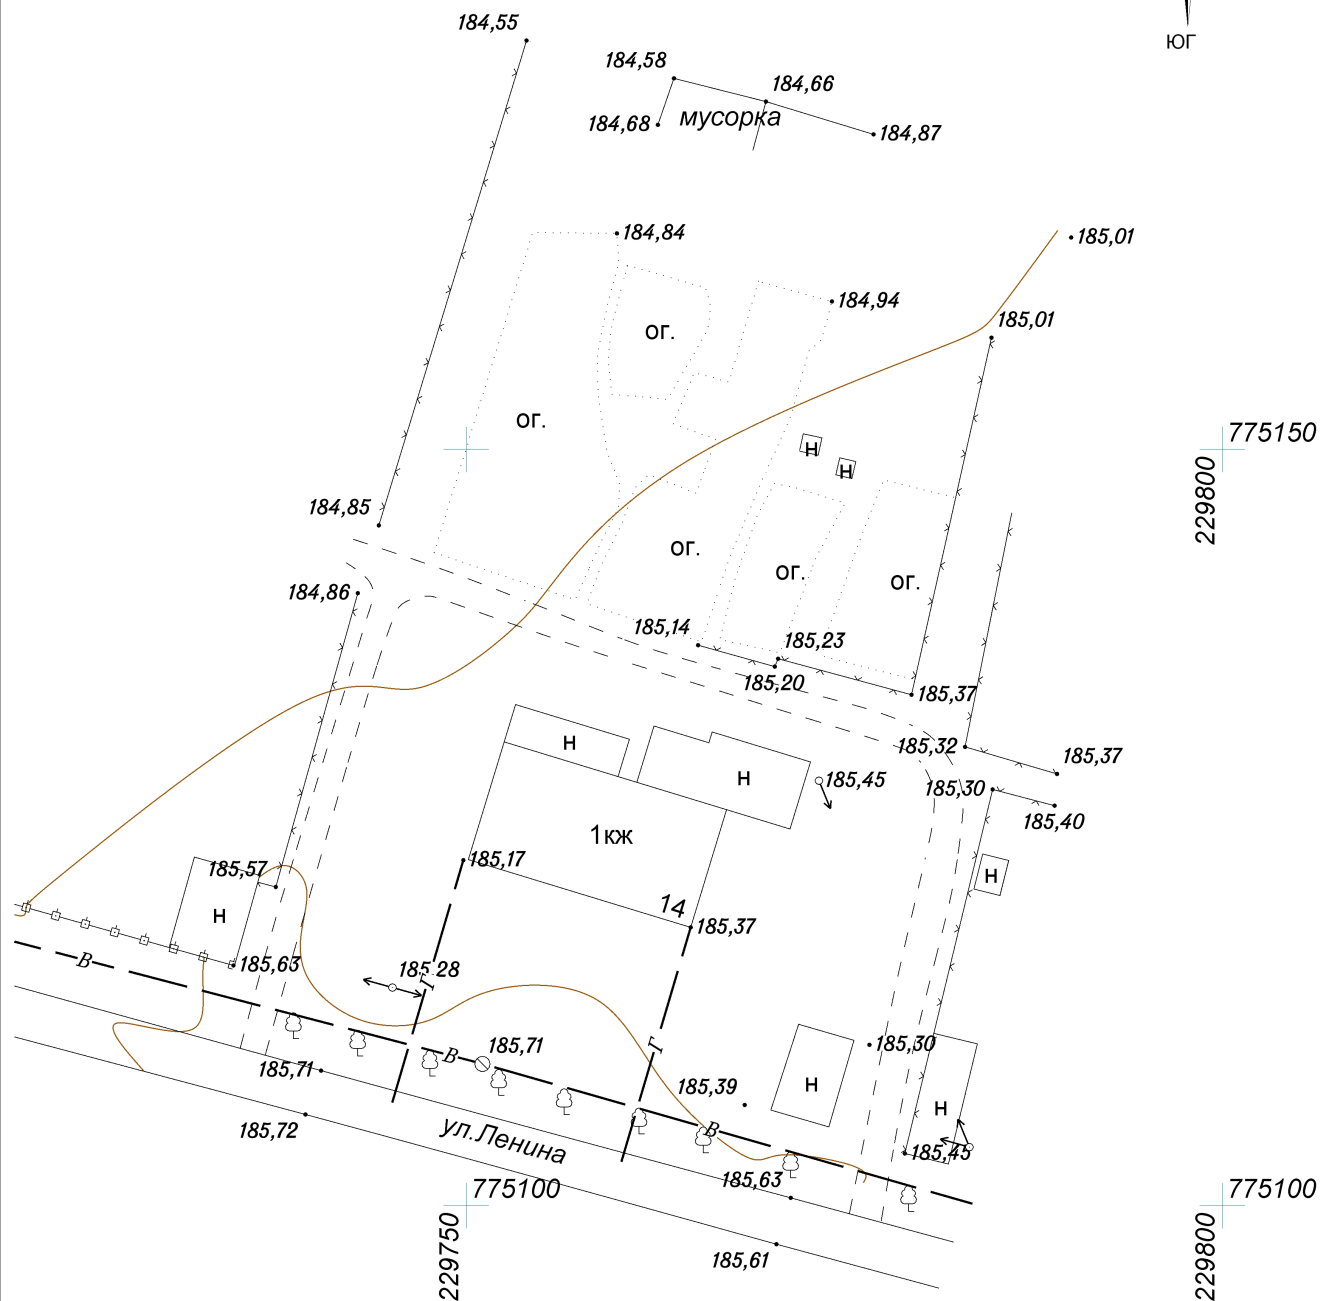 184,55
ЮГ
184,58
184,66
184,68
мусорка
184,87
184,84
185,01
184,94
185,01
ог.
ог.
775150
н
н
229800
184,85
ог.
ог.
ог.
184,86
185,14
185,23
185,20
185,37
н
185,32
185,37
н
185,45
185,30
185,40
1кж
185,17
185,57
н
14
н
185,37
В
185,63
185,28
Г
185,71
В
Г
185,30
185,71
н
185,39
н
185,72
ул.Ленина
В
185,45
185,63
775100
775100
229750
185,61
229800